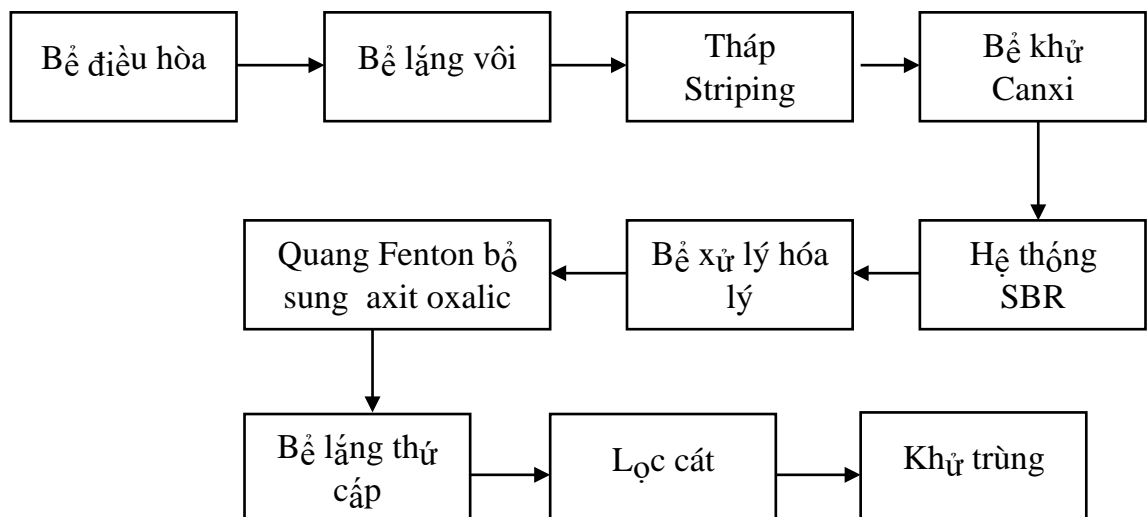 Bể điều hòa
Bể lắng vôi
Tháp
Striping
Bể khử
Canxi
Hệ thống
SBR
Bể xử lý hóa
lý
Quang Fenton bổ
sung axit oxalic
Bể lắng thứ
cấp
Lọc cát
Khử trùng